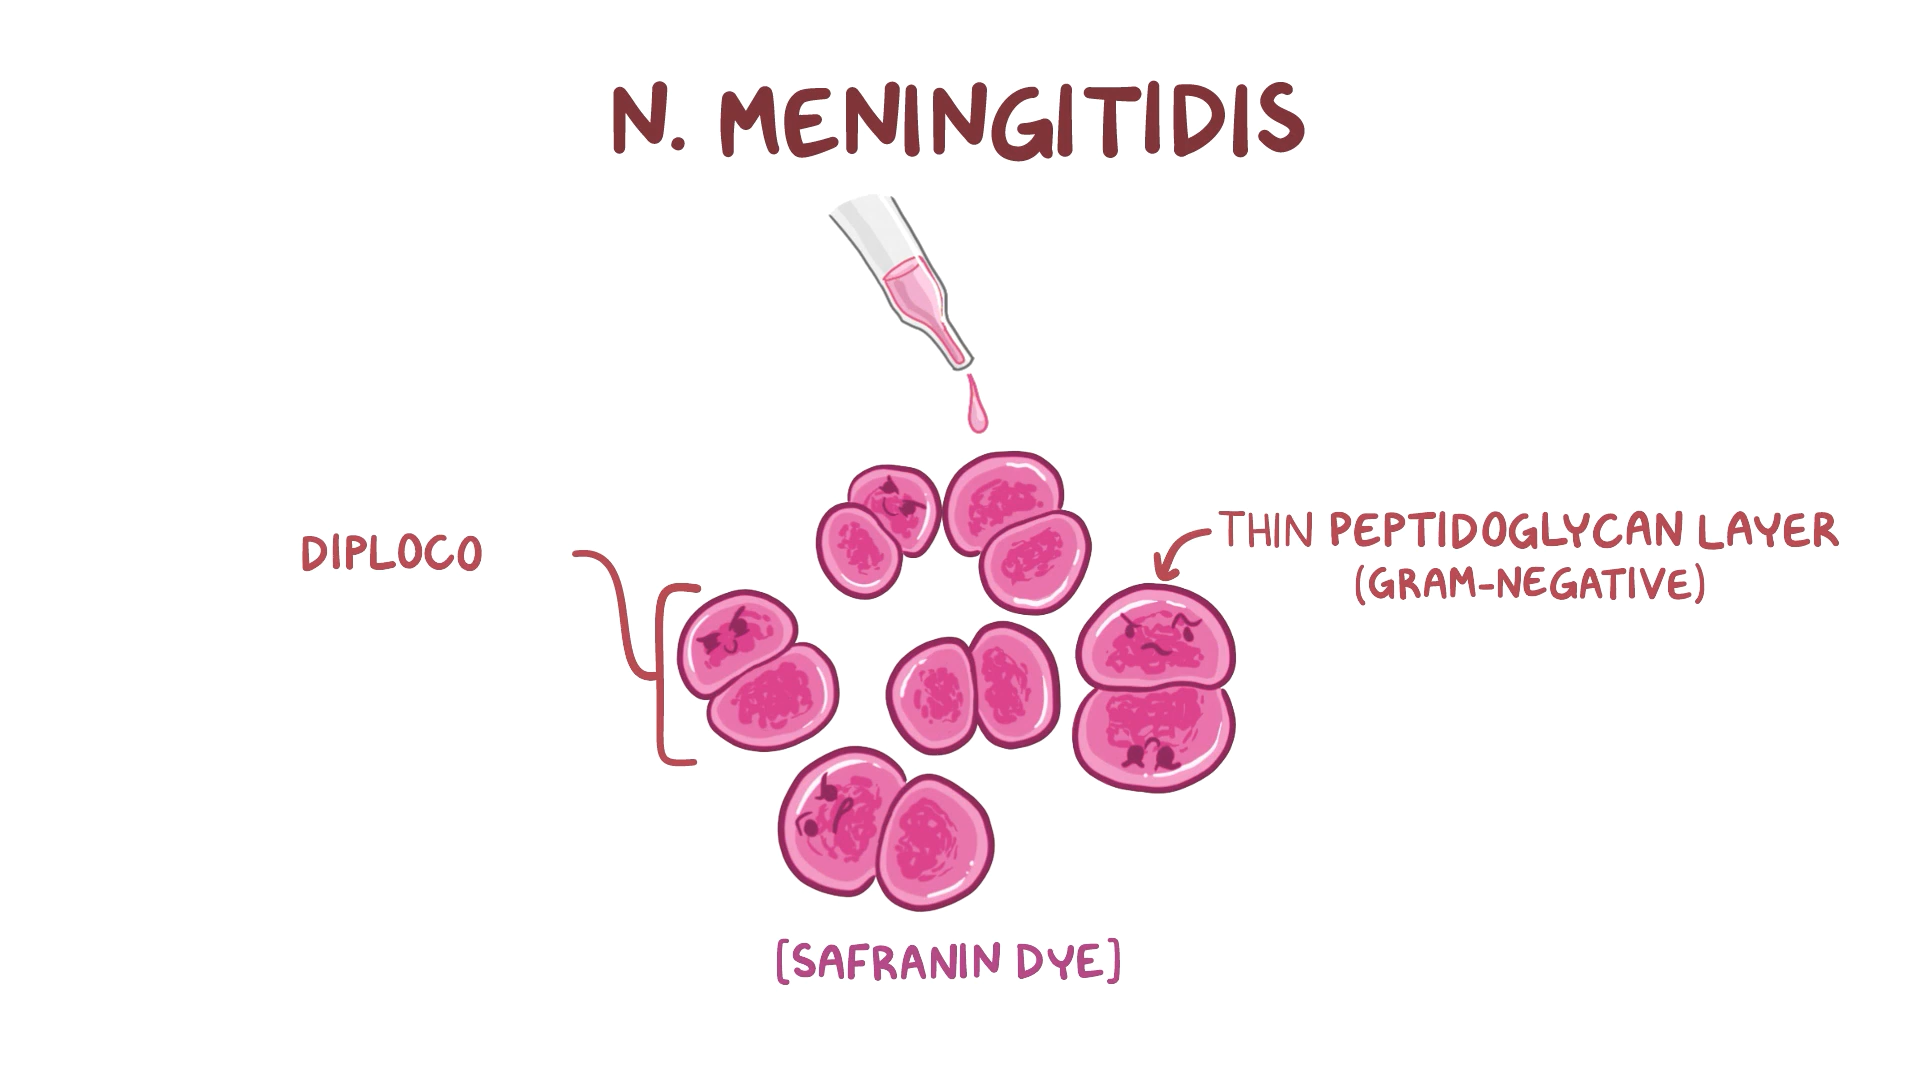 N. MENINGITIDIS
DIPLOCO
THIN PEPTIDOGLYCAN LAYER
(GRAM-NEGATIVE)
[SAFRANIN DYE]